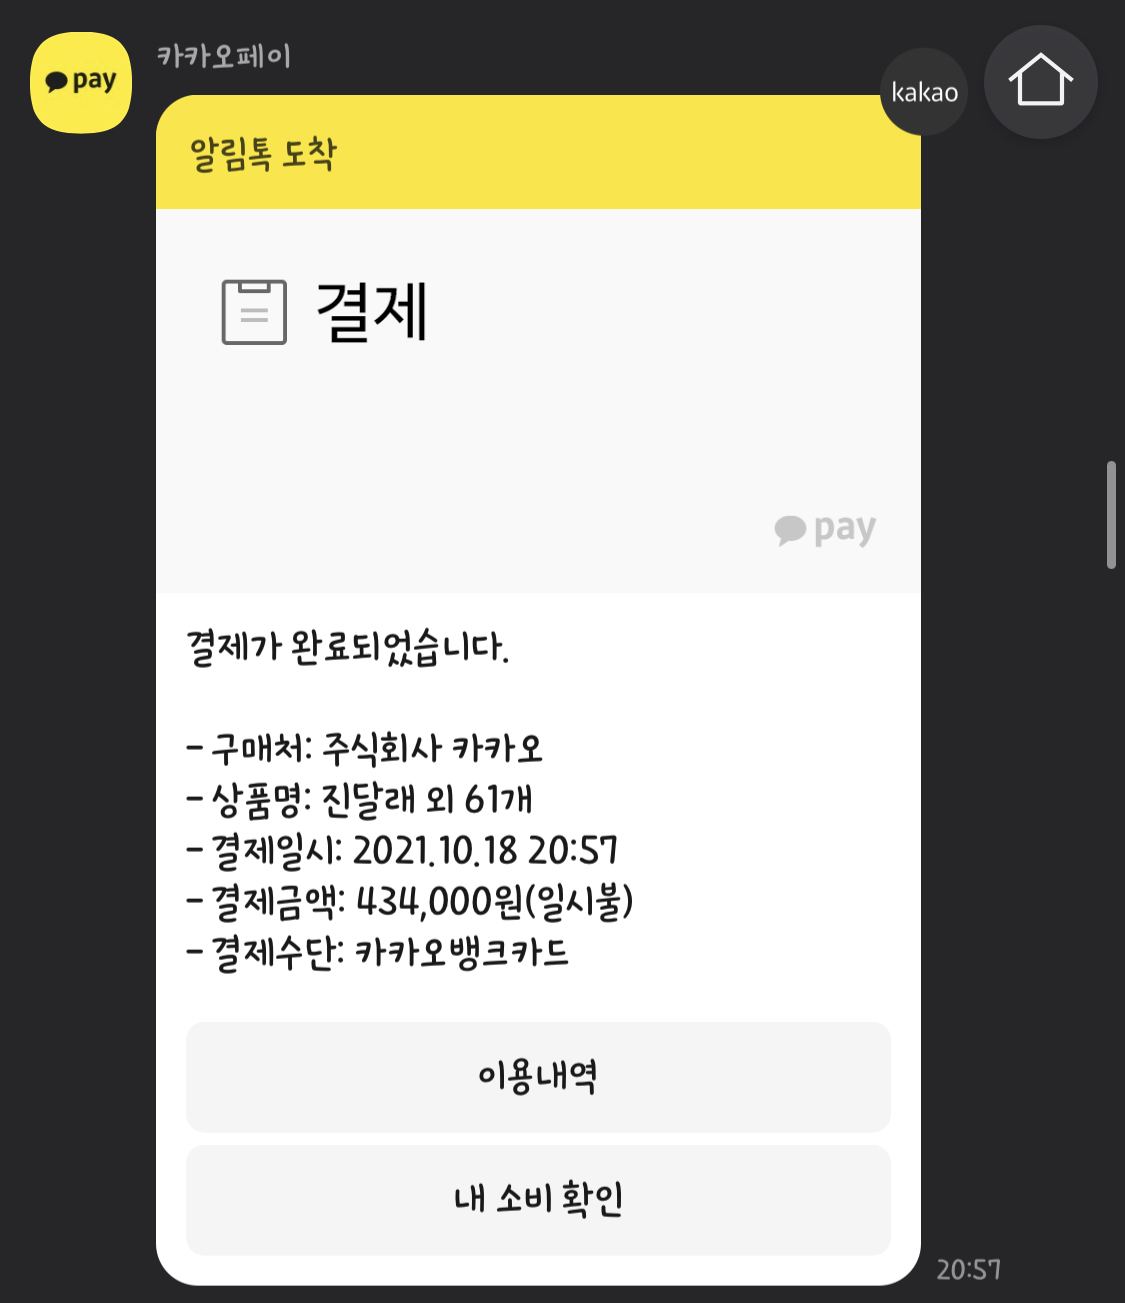 pay
카카오페이
kakao
알림톡 도착
결제
pay
결제가 완료되었습니다.
- 구매처: 주식회사 카카오
- 상품명: 진달래 외 61개
- 결제일시: 2021.10.18 20:57
- 결제금액: 434,000원(일시불)
- 결제수단: 카카오뱅크카드
이용내역
내 소비 확인
20:57